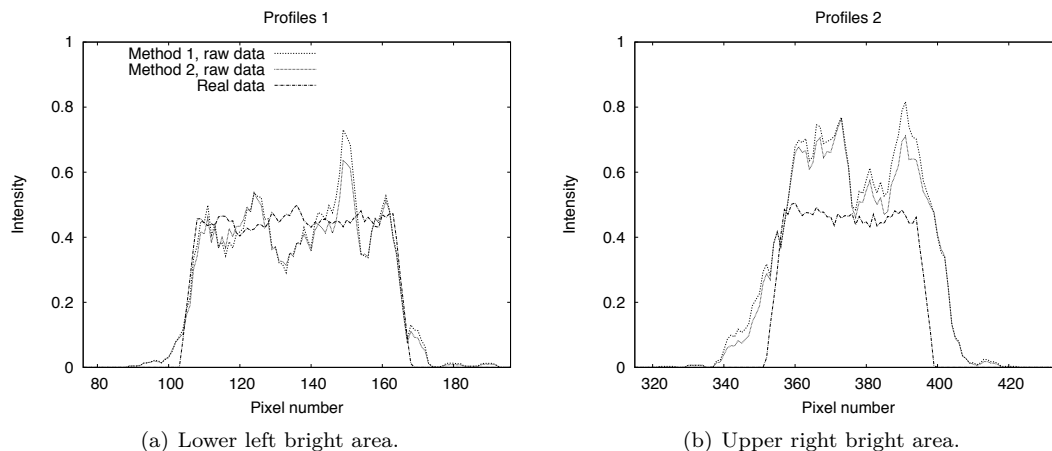 Profiles 1
1
0.8
0.6
0.4
0.2
0
Intensity
Method 1, raw data
Method 2, raw data
Real data
80 100 120 140 160 180
Pixel number
(a) Lower left bright area.
Profiles 2
1
0.8
0.6
0.4
0.2
0
Intensity
320 340 360 380 400 420
Pixel number
(b) Upper right bright area.